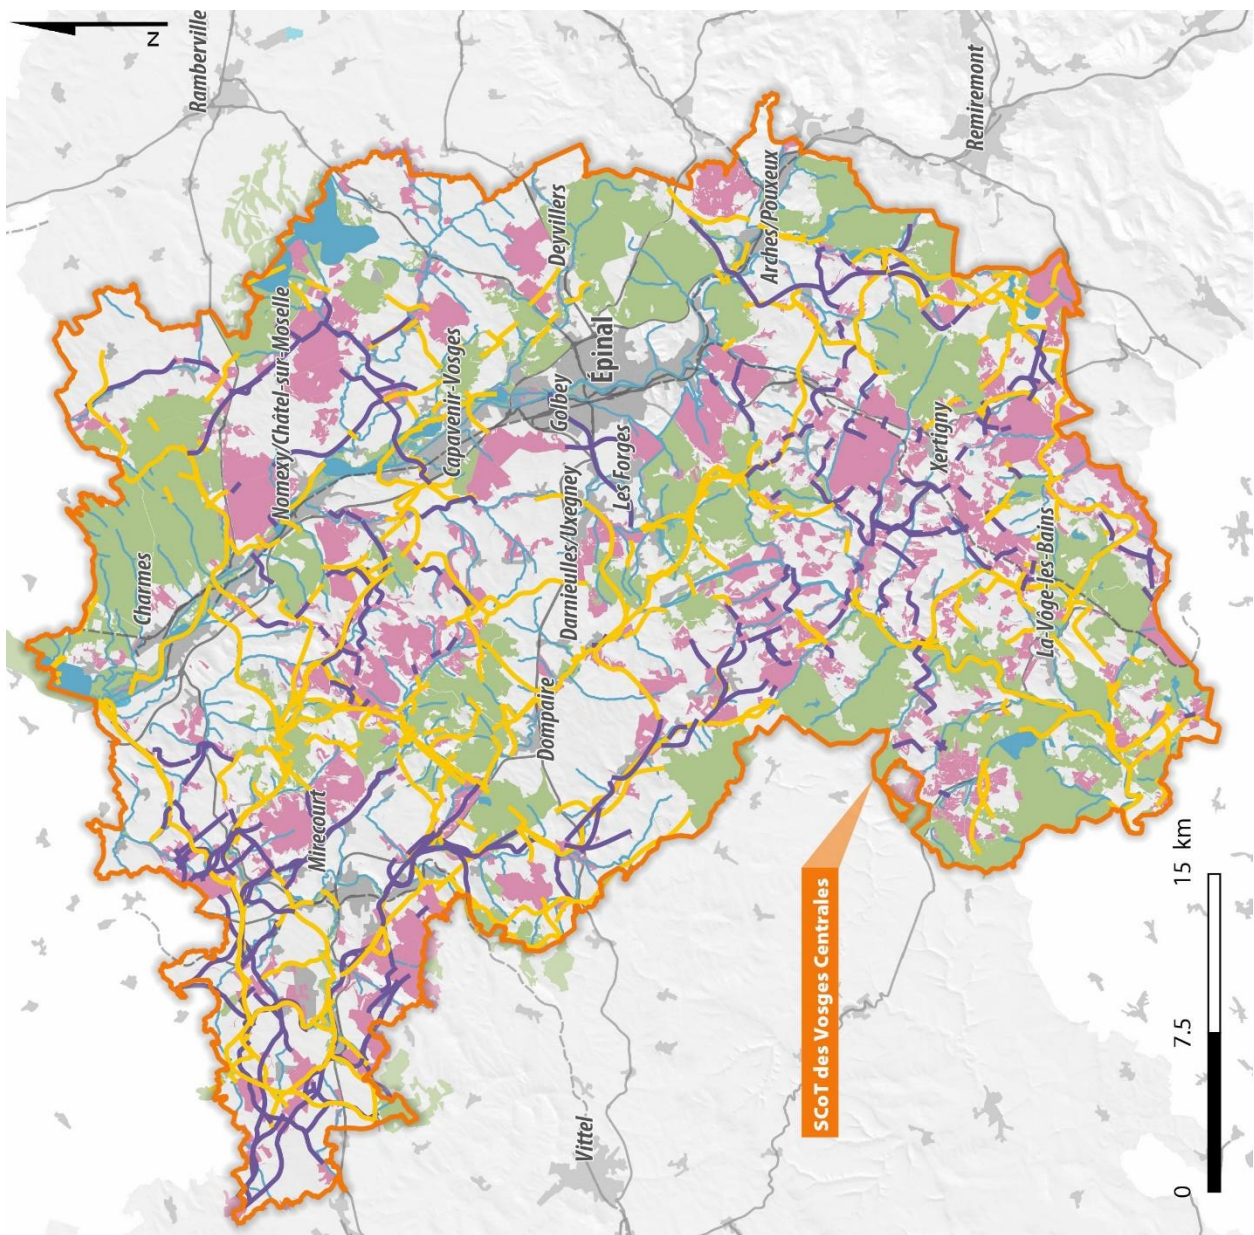 N
Ramberville
Charmes
Nomexy/Châtel-sur-Moselle
Mirecourt
Capavenir-Vosges
Deyvillers
Golbey
Épinal
Darnieulles/Uxegney
Les Forges
Dompaire
Vittel
Arches/Pouxeux
Remiremont
Xertigny
La-Vôge-les-Bains
SCoT des Vosges Centrales
0
7.5
15 km